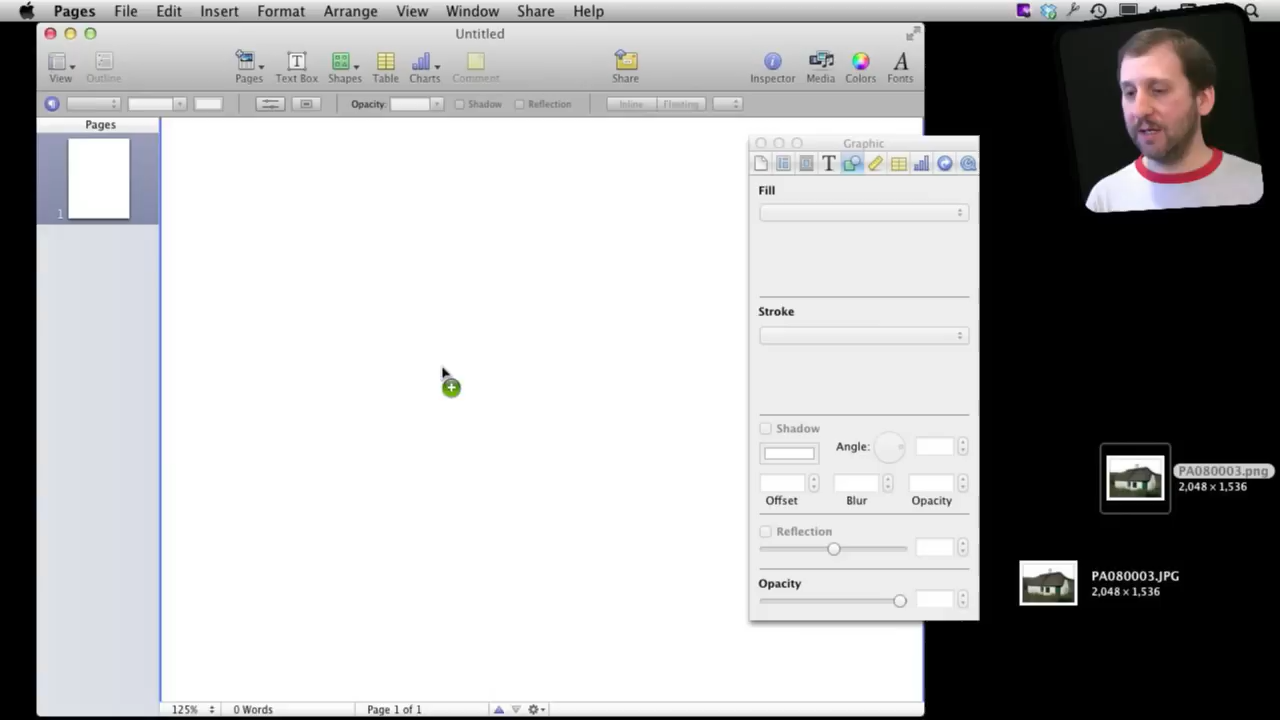 Pages File Edit Insert Format Arrange View Window Share Help
Untitled
View Outline Pages Text Box Shapes Table Charts Comment Share Inspector Media Colors Fonts
Opacity: Shadow Reflection Inline Floating
Pages
1
Graphic
T
Fill
Stroke
Shadow
Angle:
Offset Blur Opacity
Reflection
Opacity
PA080003.png
2,048 × 1,536
PA080003.JPG
2,048 × 1,536
125% 0 Words Page 1 of 1